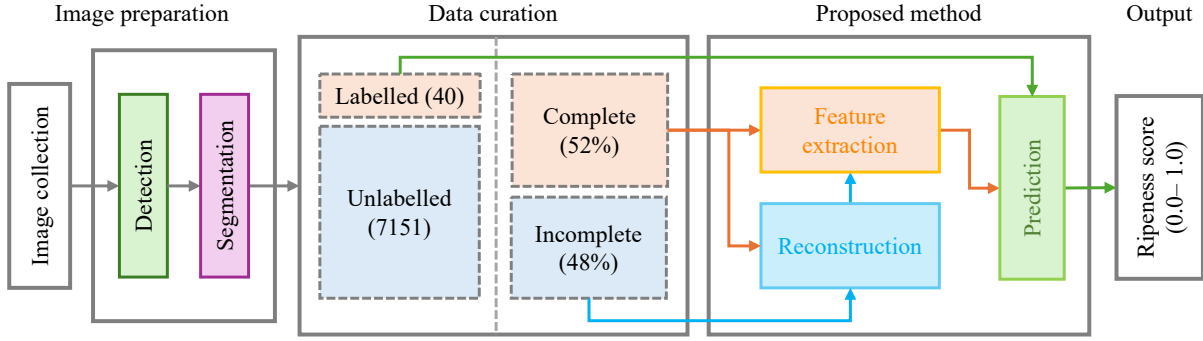 Image preparation
Data curation
Proposed method
Output
Image collection
Detection
Segmentation
Labelled (40)
Unlabelled
(7151)
Complete
(52%)
Incomplete
(48%)
Feature
extraction
Reconstruction
Prediction
Ripeness score
(0.0– 1.0)